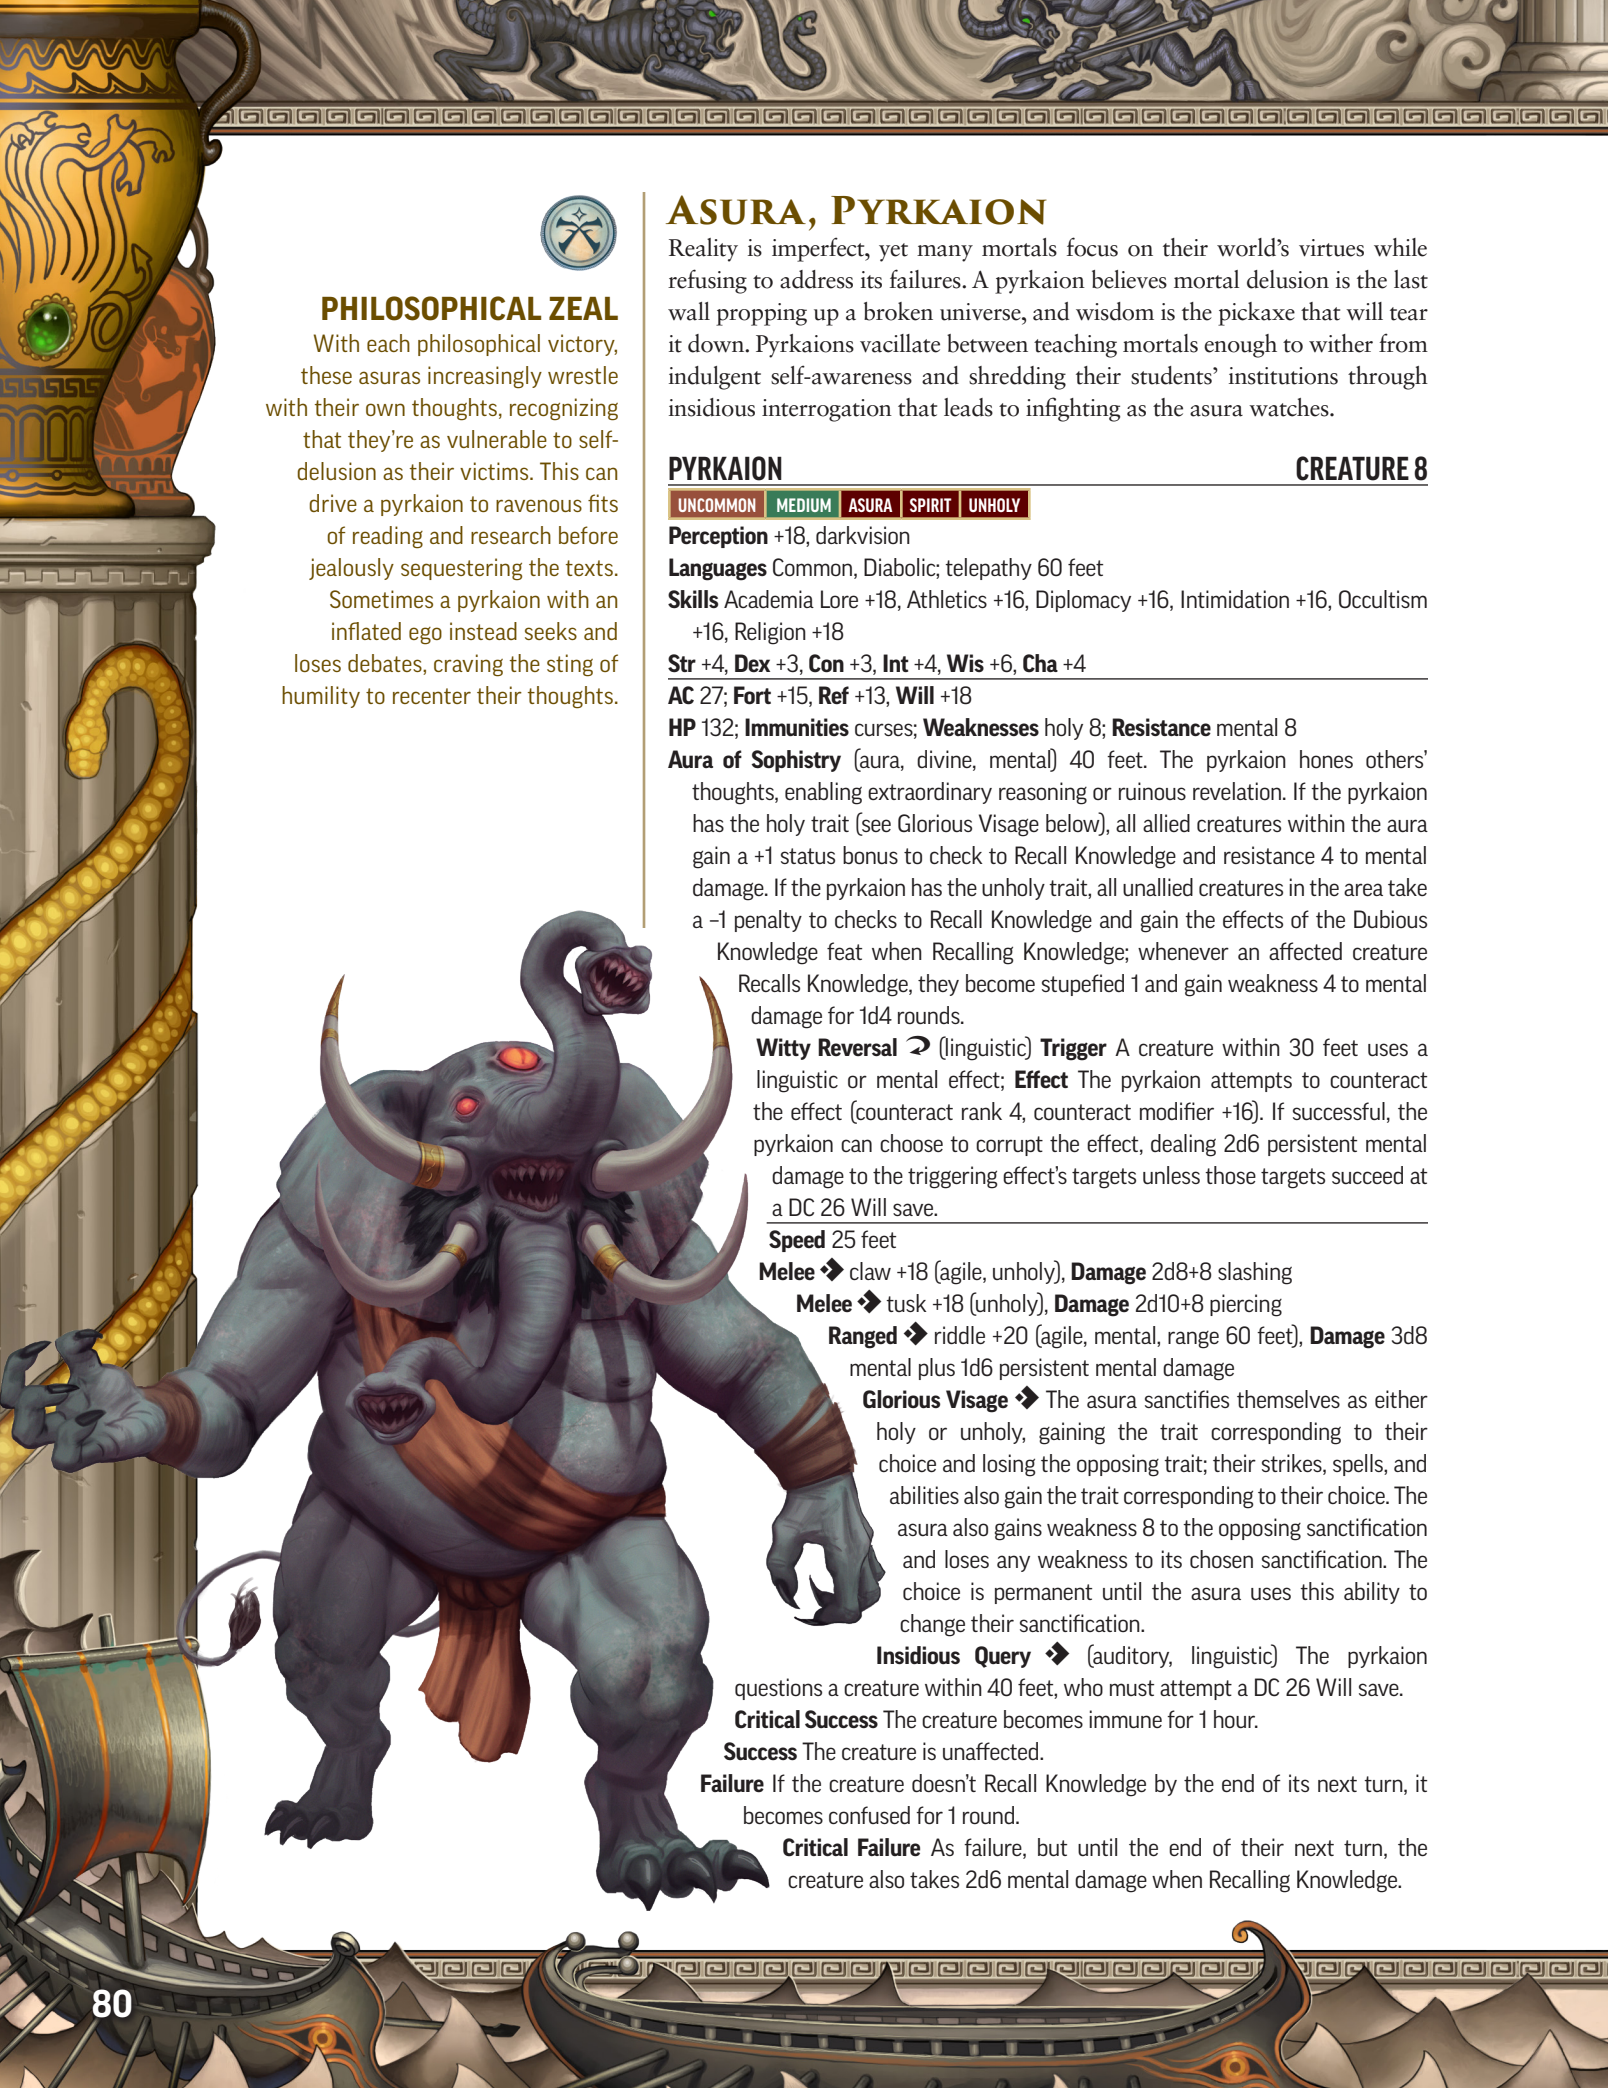 PHILOSOPHICAL ZEAL
With each philosophical victory,
these asuras increasingly wrestle
with their own thoughts, recognizing
that they're as vulnerable to self-
delusion as their victims. This can
drive a pyrkaion to ravenous fits
of reading and research before
jealously sequestering the texts.
Sometimes a pyrkaion with an
inflated ego instead seeks and
loses debates, craving the sting of
humility to recenter their thoughts.
Asura, Pyrkaion
Reality is imperfect, yet many mortals focus on their world's virtues while
refusing to address its failures. A pyrkaion believes mortal delusion is the last
wall propping up a broken universe, and wisdom is the pickaxe that will tear
it down. Pyrkaions vacillate between teaching mortals enough to wither from
indulgent self-awareness and shredding their students' institutions through
insidious interrogation that leads to infighting as the asura watches.
PYRKAION CREATURE 8
UNCOMMON MEDIUM ASURA SPIRIT UNHOLY
Perception +18, darkvision
Languages Common, Diabolic; telepathy 60 feet
Skills Academia Lore +18, Athletics +16, Diplomacy +16, Intimidation +16, Occultism
+16, Religion +18
Str +4, Dex +3, Con +3, Int +4, Wis +6, Cha +4
AC 27; Fort +15, Ref +13, Will +18
HP 132; Immunities curses; Weaknesses holy 8; Resistance mental 8
Aura of Sophistry (aura, divine, mental) 40 feet. The pyrkaion hones others'
thoughts, enabling extraordinary reasoning or ruinous revelation. If the pyrkaion
has the holy trait (see Glorious Visage below), all allied creatures within the aura
gain a +1 status bonus to check to Recall Knowledge and resistance 4 to mental
damage. If the pyrkaion has the unholy trait, all unallied creatures in the area take
a –1 penalty to checks to Recall Knowledge and gain the effects of the Dubious
Knowledge feat when Recalling Knowledge; whenever an affected creature
Recalls Knowledge, they become stupefied 1 and gain weakness 4 to mental
damage for 1d4 rounds.
Witty Reversal (linguistic) Trigger A creature within 30 feet uses a
linguistic or mental effect; Effect The pyrkaion attempts to counteract
the effect (counteract rank 4, counteract modifier +16). If successful, the
pyrkaion can choose to corrupt the effect, dealing 2d6 persistent mental
damage to the triggering effect's targets unless those targets succeed at
a DC 26 Will save.
Speed 25 feet
Melee claw +18 (agile, unholy), Damage 2d8+8 slashing
Melee tusk +18 (unholy), Damage 2d10+8 piercing
Ranged riddle +20 (agile, mental, range 60 feet), Damage 3d8
mental plus 1d6 persistent mental damage
Glorious Visage The asura sanctifies themselves as either
holy or unholy, gaining the trait corresponding to their
choice and losing the opposing trait; their strikes, spells, and
abilities also gain the trait corresponding to their choice. The
asura also gains weakness 8 to the opposing sanctification
and loses any weakness to its chosen sanctification. The
choice is permanent until the asura uses this ability to
change their sanctification.
Insidious Query (auditory, linguistic) The pyrkaion
questions a creature within 40 feet, who must attempt a DC 26 Will save.
Critical Success The creature becomes immune for 1 hour.
Success The creature is unaffected.
Failure If the creature doesn't Recall Knowledge by the end of its next turn, it
becomes confused for 1 round.
Critical Failure As failure, but until the end of their next turn, the
creature also takes 2d6 mental damage when Recalling Knowledge.
80